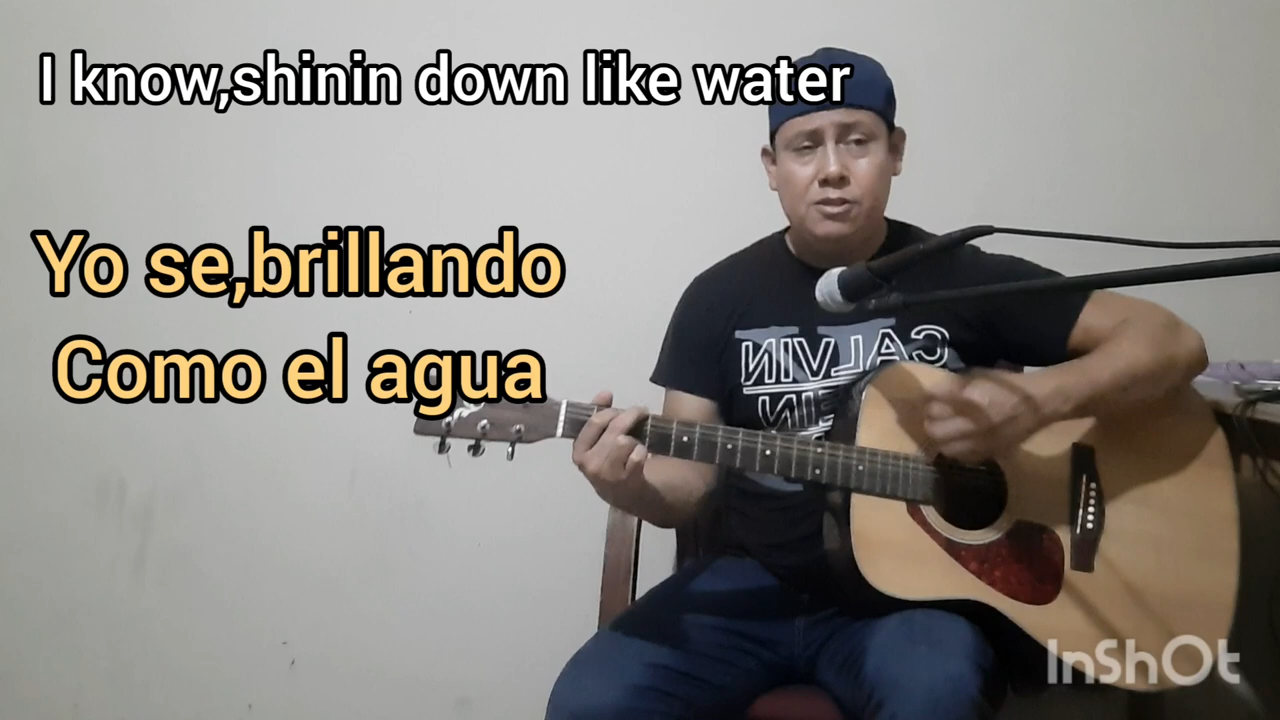 I know,shinin down like water
Yo se,brillando
Como el agua
CALVIN
InShOt